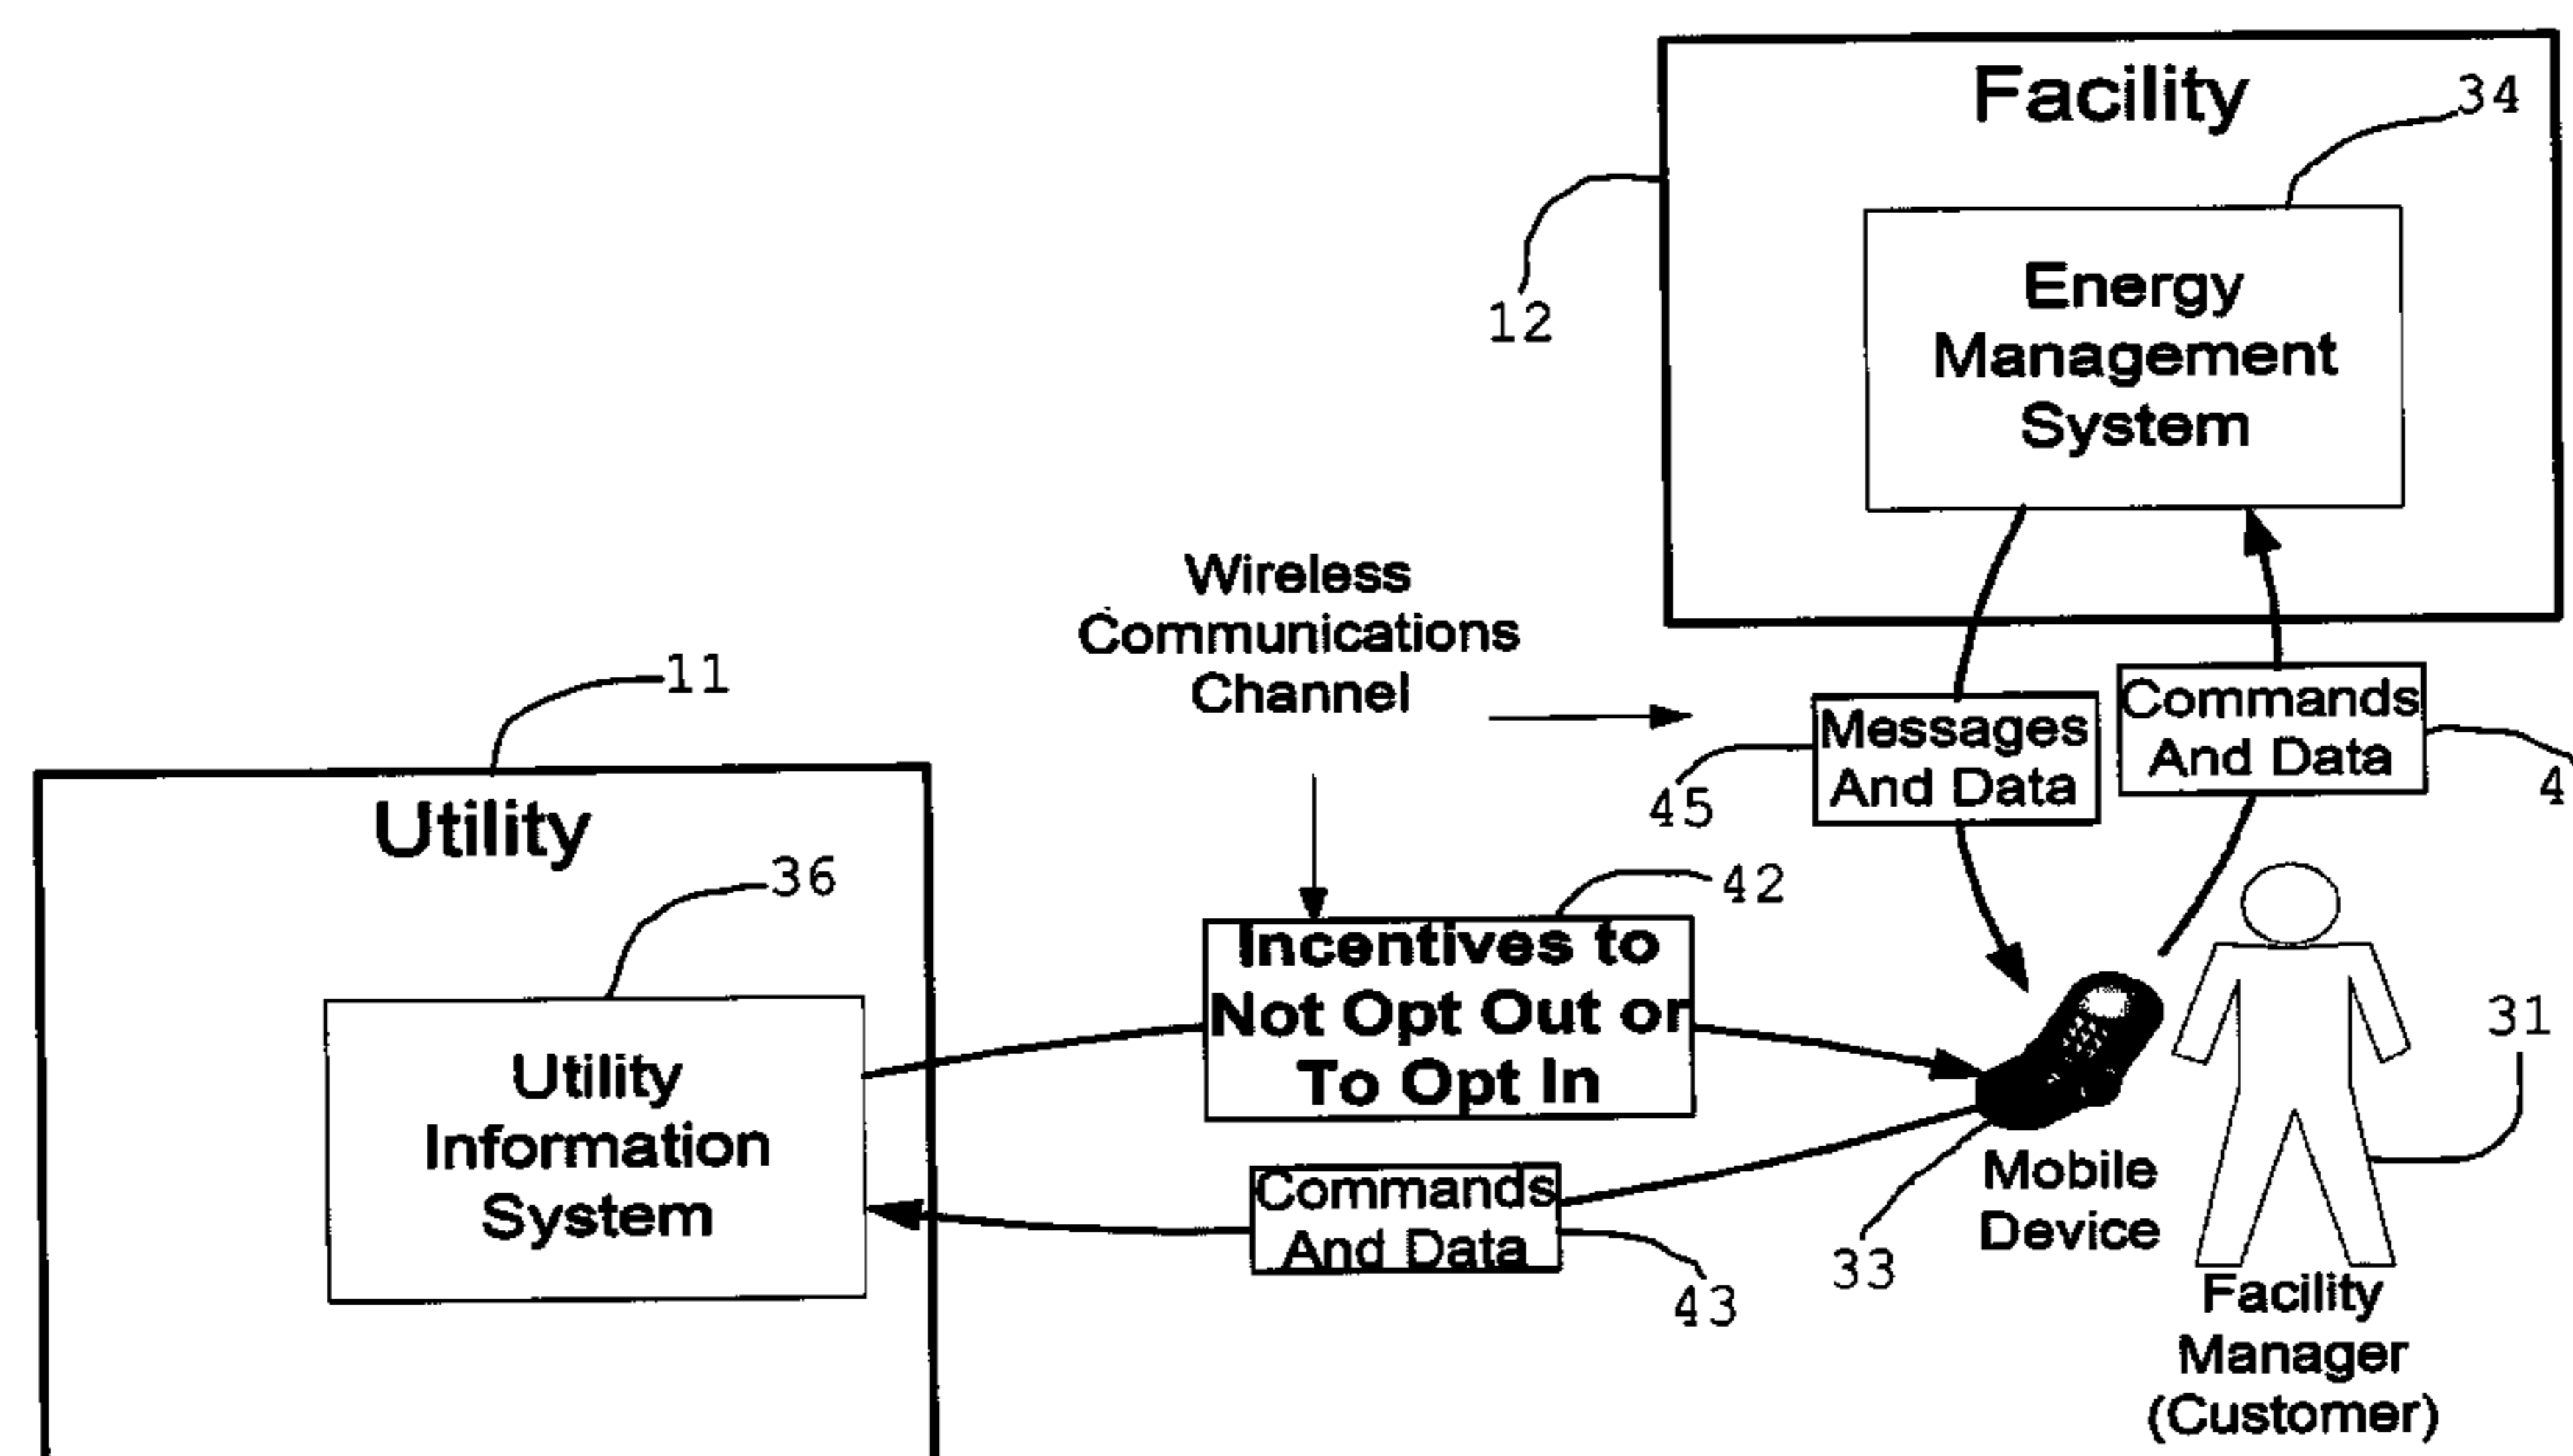 Facility
34
12
Energy
Management
System
Wireless
Communications
Channel
Messages
And Data
45
Commands
And Data
4
11
Utility
36
Utility
Information
System
42
Incentives to
Not Opt Out or
To Opt In
Commands
And Data
43
33
Mobile
Device
31
Facility
Manager
(Customer)